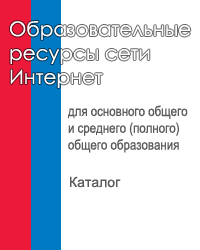 Образовательные
ресурсы сети
Интернет
для основного общего
и среднего (полного)
общего образования
Каталог